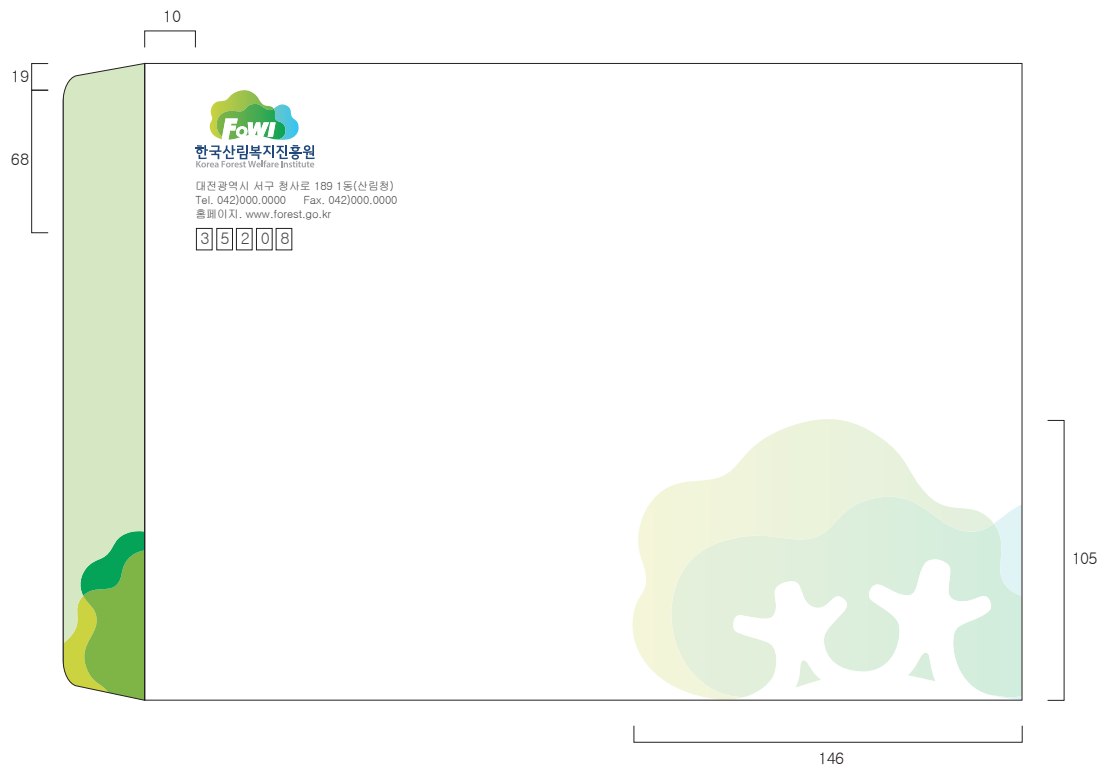 10
19
68
FoWI
한국산림복지진흥원
Korea Forest Welfare Institute
대전광역시 서구 청사로 189 1동(산림청)
Tel. 042)000.0000 Fax. 042)000.0000
홈페이지. www.forest.go.kr
35208
105
146